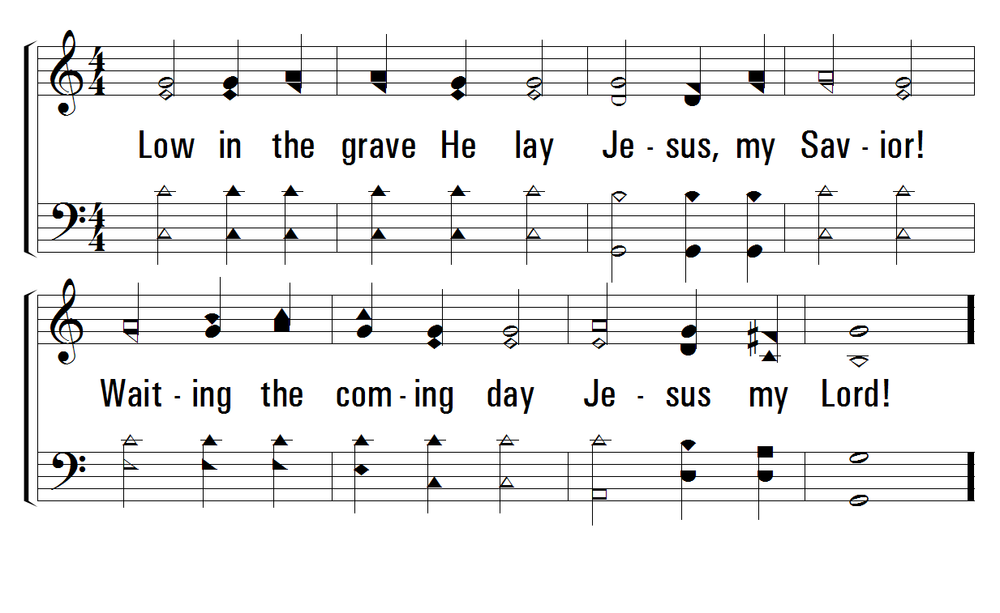 Low in the grave He lay Je - sus, my Sav - ior!
Wait - ing the com - ing day Je - sus my Lord!